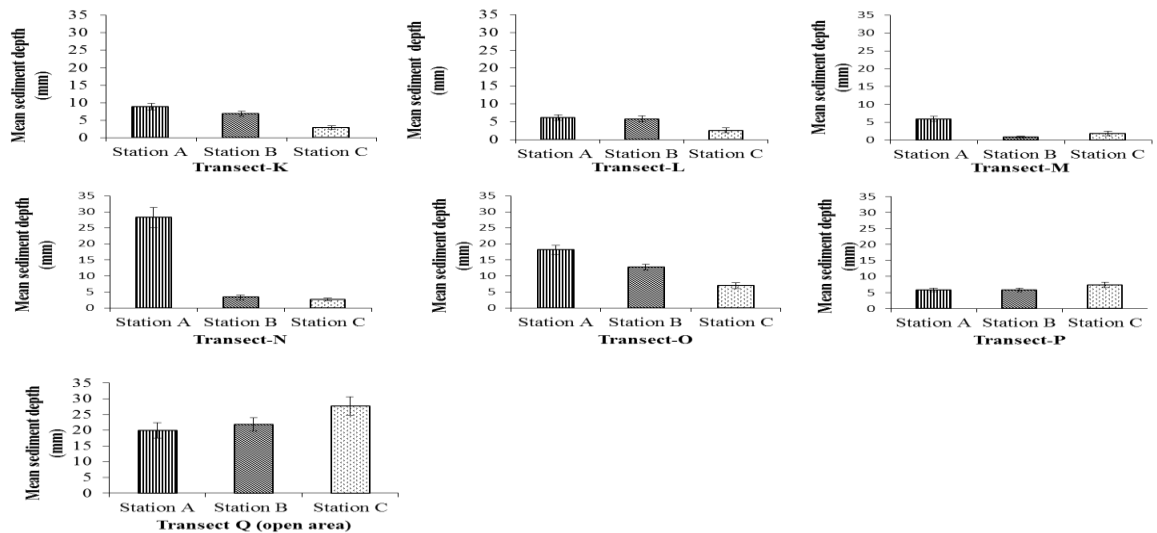 Mean sediment depth
(mm)
35
30
25
20
15
10
5
0
Station A Station B Station C
Transect-K
Mean sediment depth
(mm)
35
30
25
20
15
10
5
0
Station A Station B Station C
Transect-L
Mean sediment depth
(mm)
35
30
25
20
15
10
5
0
Station A Station B Station C
Transect-M
Mean sediment depth
(mm)
35
30
25
20
15
10
5
0
Station A Station B Station C
Transect-N
Mean sediment depth
(mm)
35
30
25
20
15
10
5
0
Station A Station B Station C
Transect-O
Mean sediment depth
(mm)
35
30
25
20
15
10
5
0
Station A Station B Station C
Transect-P
Mean sediment depth
(mm)
35
30
25
20
15
10
5
0
Station A Station B Station C
Transect Q (open area)